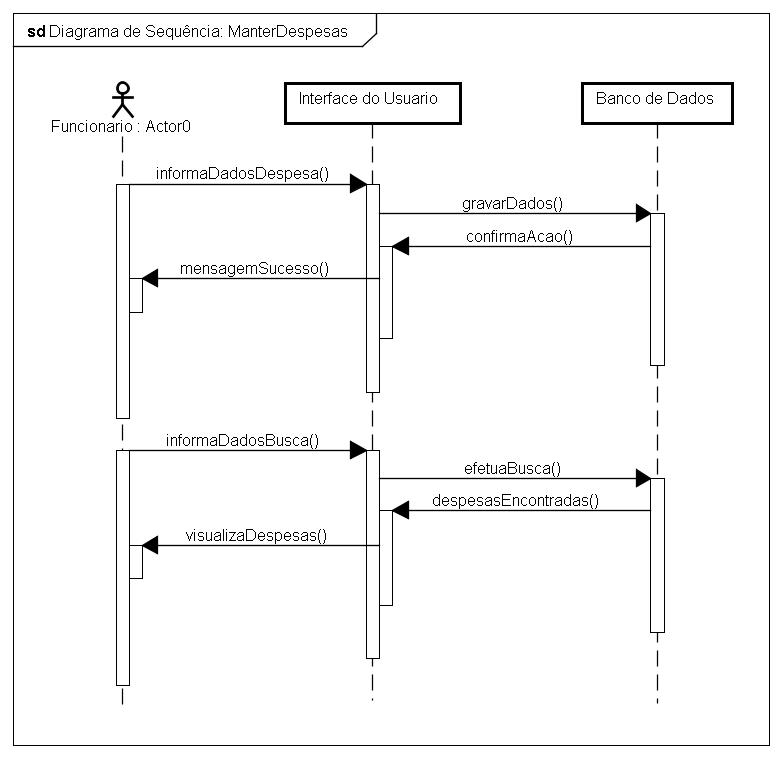 sd Diagrama de Sequência: ManterDespesas
Funcionario : Actor0
Interface do Usuario
Banco de Dados
informaDadosDespesa()
gravarDados()
confirmaAcao()
mensagemSucesso()
informaDadosBusca()
efetuaBusca()
despesasEncontradas()
visualizaDespesas()